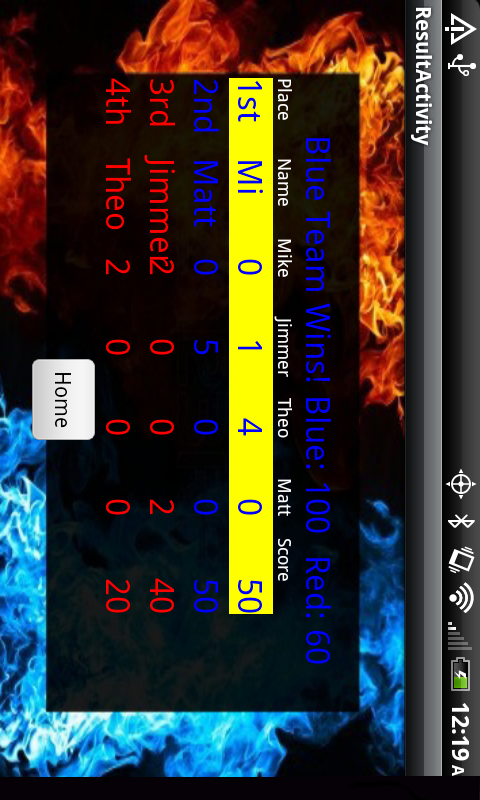 12:19 A
ResultActivity
Blue Team Wins! Blue: 100 Red: 60
Place Name Mike Jimmer Theo Matt Score
1st Mi 0 1 4 0 50
2nd Matt 0 5 0 0 50
3rd Jimmer 2 0 0 2 40
4th Theo 2 0 0 0 20
Home